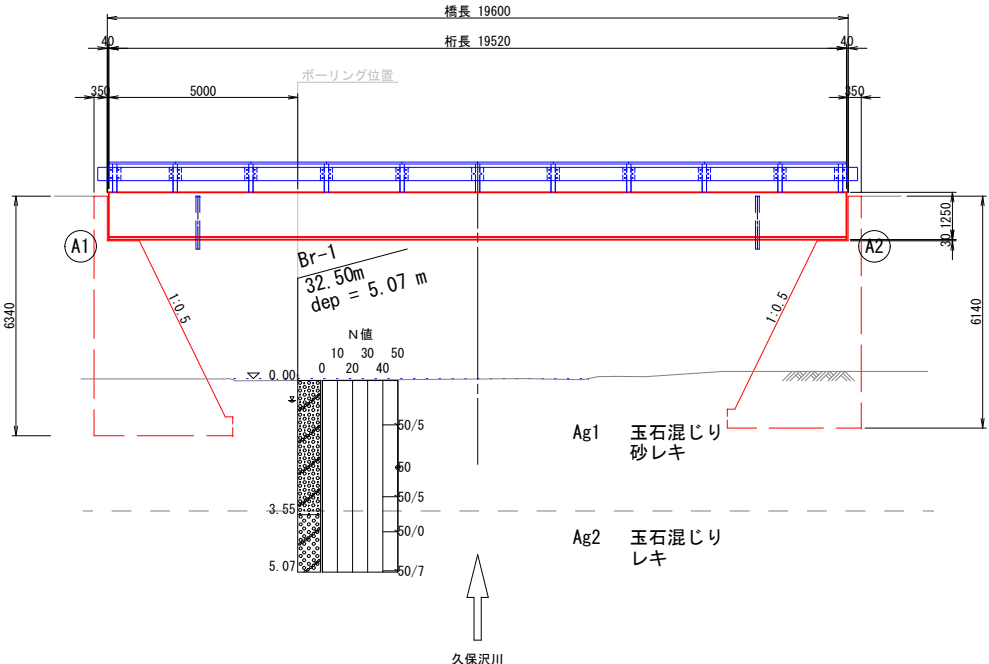 橋長 19600
40
桁長 19520
40
ボーリング位置
350
5000
350
A1
A2
1250
30
6340
6140
1:0.5
1:0.5
Br-1
32.50m
dep = 5.07 m
N値
10 30 50
0 20 40
0.00
50/5
60
50/5
3.55
50/0
5.07
50/7
Ag1 玉石混じり
砂レキ
Ag2 玉石混じり
レキ
久保沢川